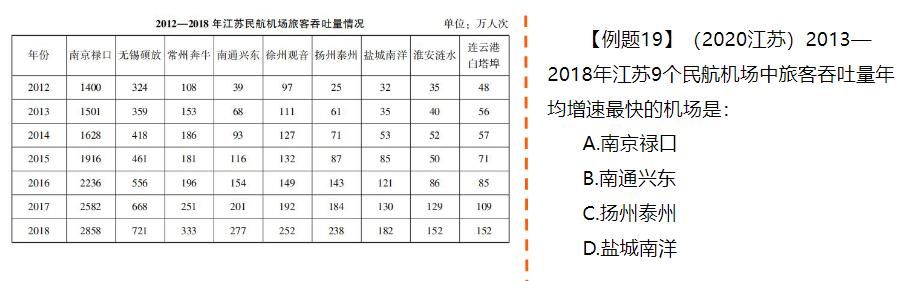 2012—2018 年江苏民航机场旅客吞吐量情况 单位：万人次
年份 南京禄口 无锡硕放 常州奔牛 南通兴东 徐州观音 扬州泰州 盐城南洋 淮安涟水 连云港白塔埠
2012 1400 324 108 39 97 25 32 35 48
2013 1501 359 153 68 111 61 35 40 56
2014 1628 418 186 93 127 71 53 52 57
2015 1916 461 181 116 132 87 85 50 71
2016 2236 556 196 154 149 143 121 86 85
2017 2582 668 251 201 192 184 130 129 109
2018 2858 721 333 277 252 238 182 152 152
【例题19】（2020江苏）2013—
2018年江苏9个民航机场中旅客吞吐量年
均增速最快的机场是：
A.南京禄口
B.南通兴东
C.扬州泰州
D.盐城南洋